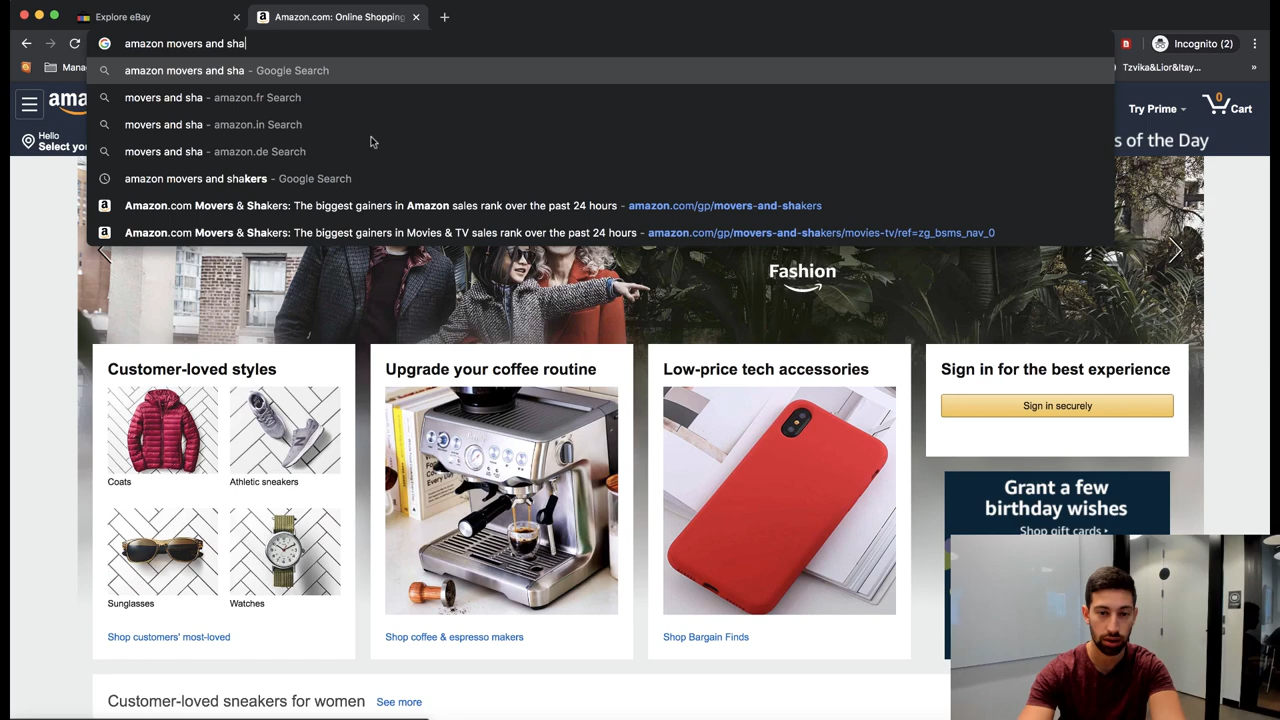 Explore eBay
Amazon.com: Online Shopping
amazon movers and sha
Incognito (2)
amazon movers and sha - Google Search
Mana
Tzvika&Lior&Itay...
»
movers and sha - amazon.fr Search
movers and sha - amazon.in Search
movers and sha - amazon.de Search
amazon movers and shakers - Google Search
Amazon.com Movers & Shakers: The biggest gainers in Amazon sales rank over the past 24 hours - amazon.com/gp/movers-and-shakers
Amazon.com Movers & Shakers: The biggest gainers in Movies & TV sales rank over the past 24 hours - amazon.com/gp/movers-and-shakers/movies-tv/ref=zg_bsms_nav_0
ama
Try Prime
0
Cart
Hello
Select you
s of the Day
Fashion
Customer-loved styles
Coats
Athletic sneakers
Sunglasses
Watches
Shop customers' most-loved
Upgrade your coffee routine
Shop coffee & espresso makers
Low-price tech accessories
Shop Bargain Finds
Sign in for the best experience
Sign in securely
Grant a few
birthday wishes
Shop gift cards ›
Customer-loved sneakers for women
See more